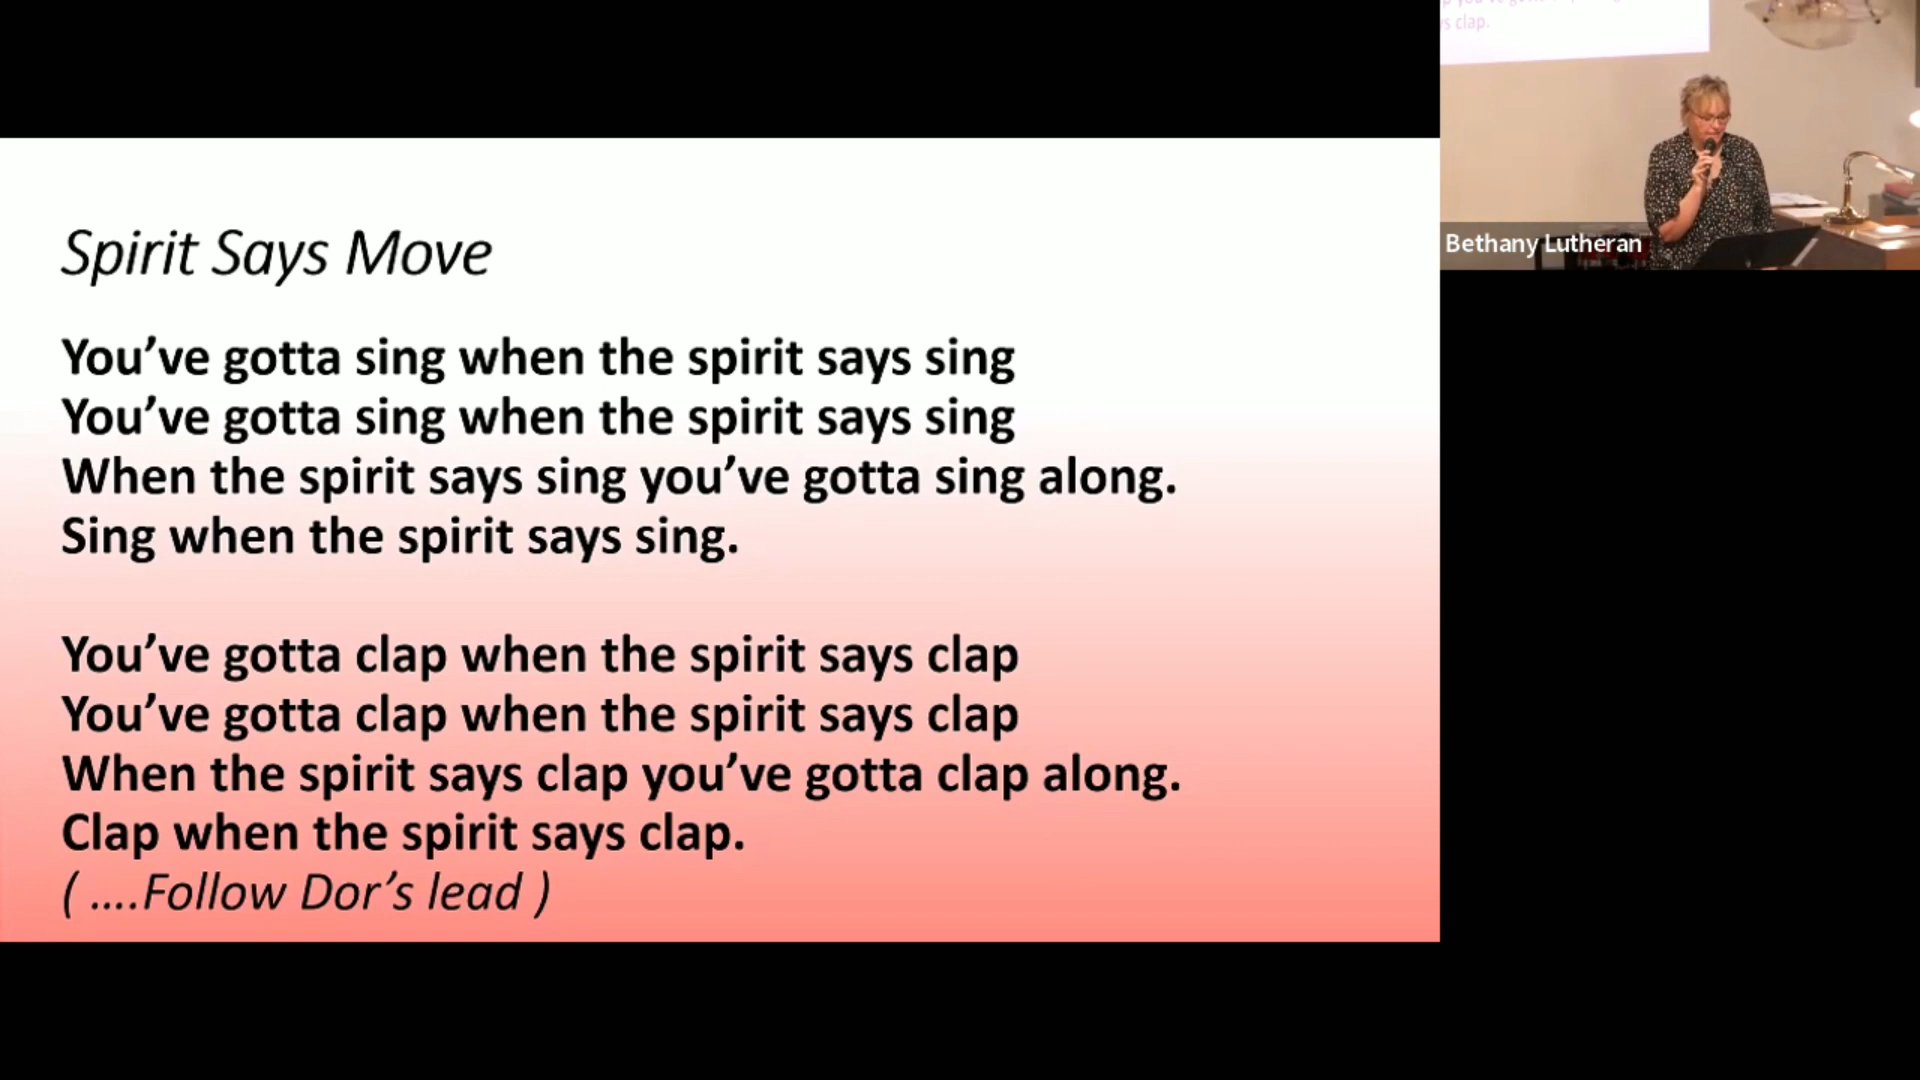 Spirit Says Move
You’ve gotta sing when the spirit says sing
You’ve gotta sing when the spirit says sing
When the spirit says sing you’ve gotta sing along.
Sing when the spirit says sing.
You’ve gotta clap when the spirit says clap
You’ve gotta clap when the spirit says clap
When the spirit says clap you’ve gotta clap along.
Clap when the spirit says clap.
( ....Follow Dor’s lead )
clap.
Bethany Lutheran